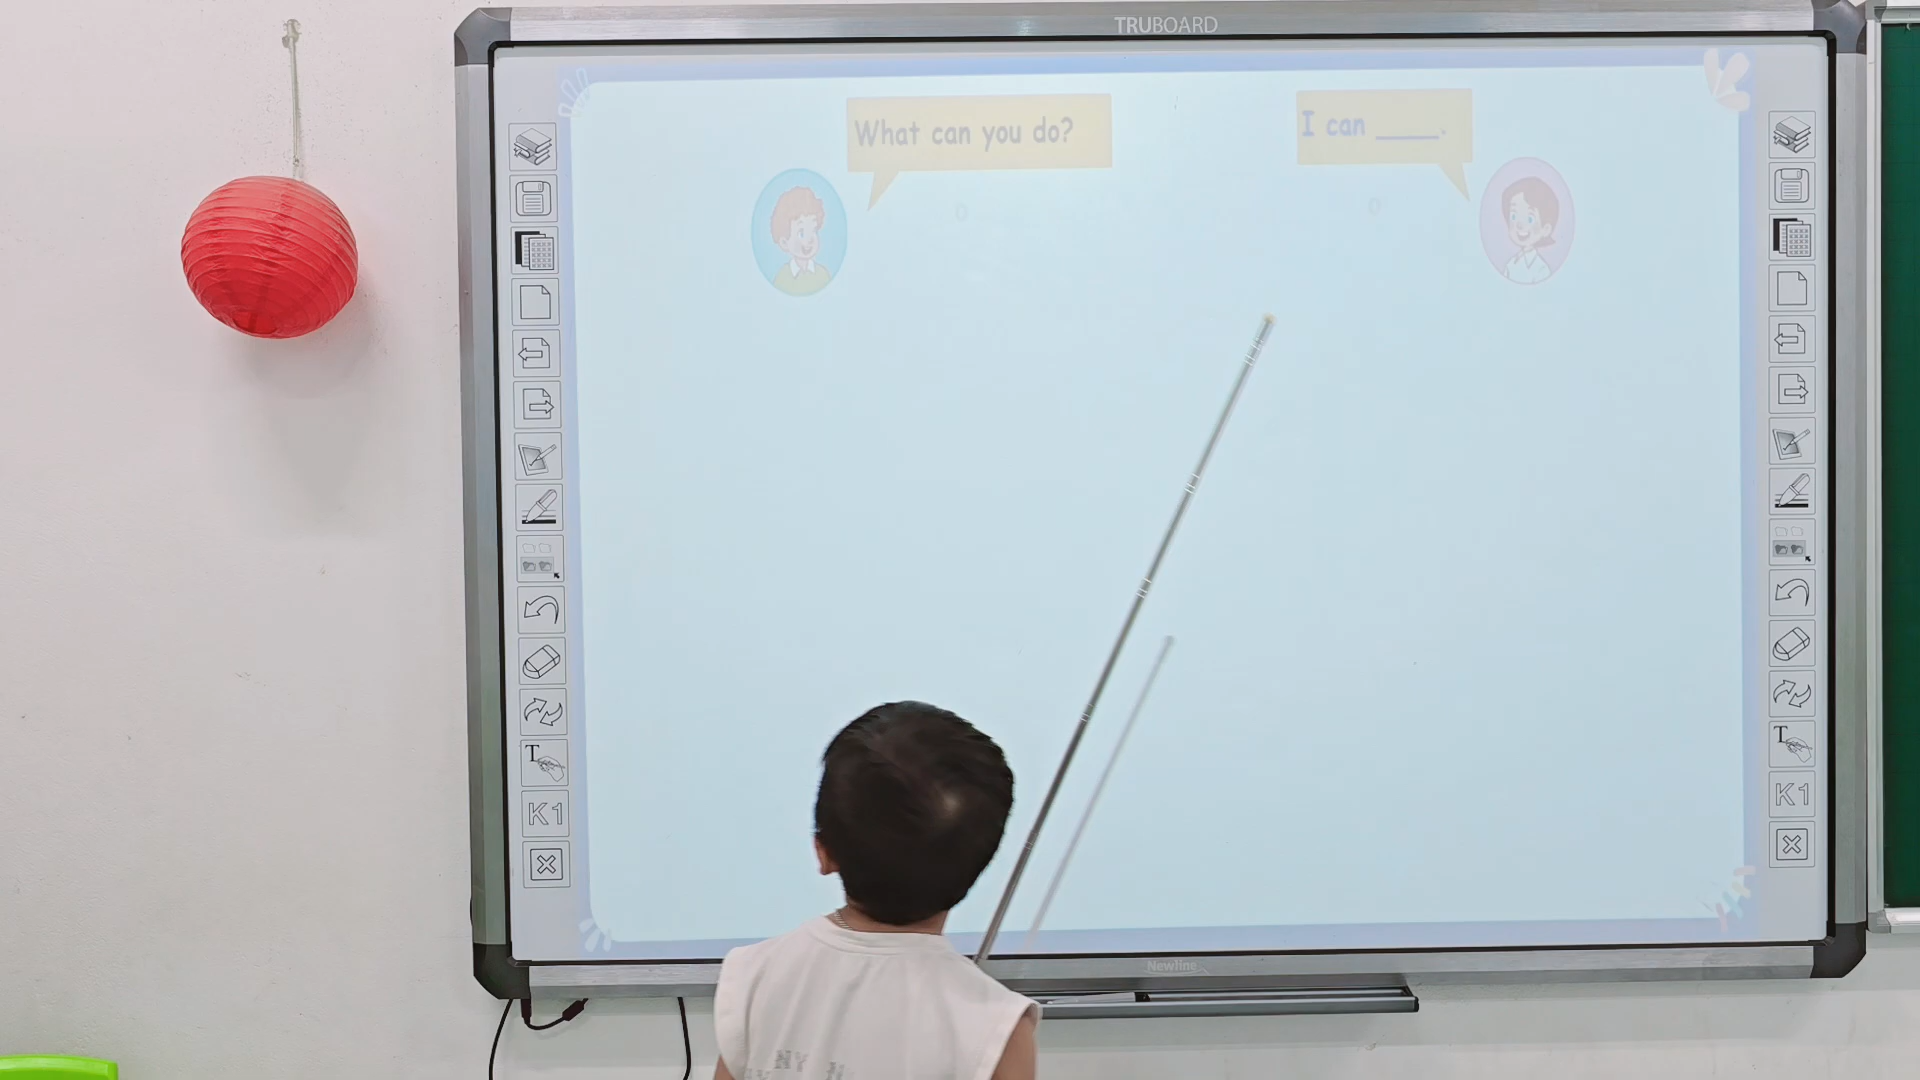 TRUBOARD
What can you do?
I can ____.
T
T
K1
K1
Newline